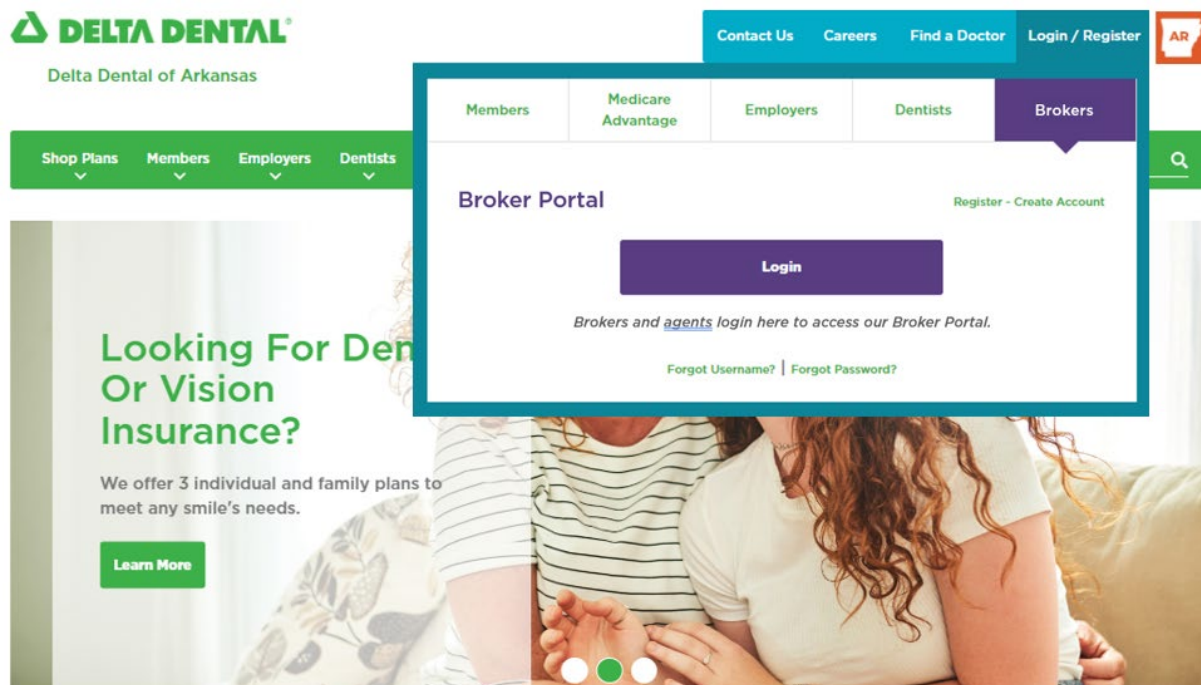 DELTA DENTAL®
Delta Dental of Arkansas
Contact Us Careers Find a Doctor Login / Register AR
Members Medicare Advantage Employers Dentists Brokers
Shop Plans Members Employers Dentists
Broker Portal Register - Create Account
Login
Brokers and agents login here to access our Broker Portal.
Forgot Username? | Forgot Password?
Looking For Den
Or Vision
Insurance?
We offer 3 individual and family plans to
meet any smile's needs.
Learn More